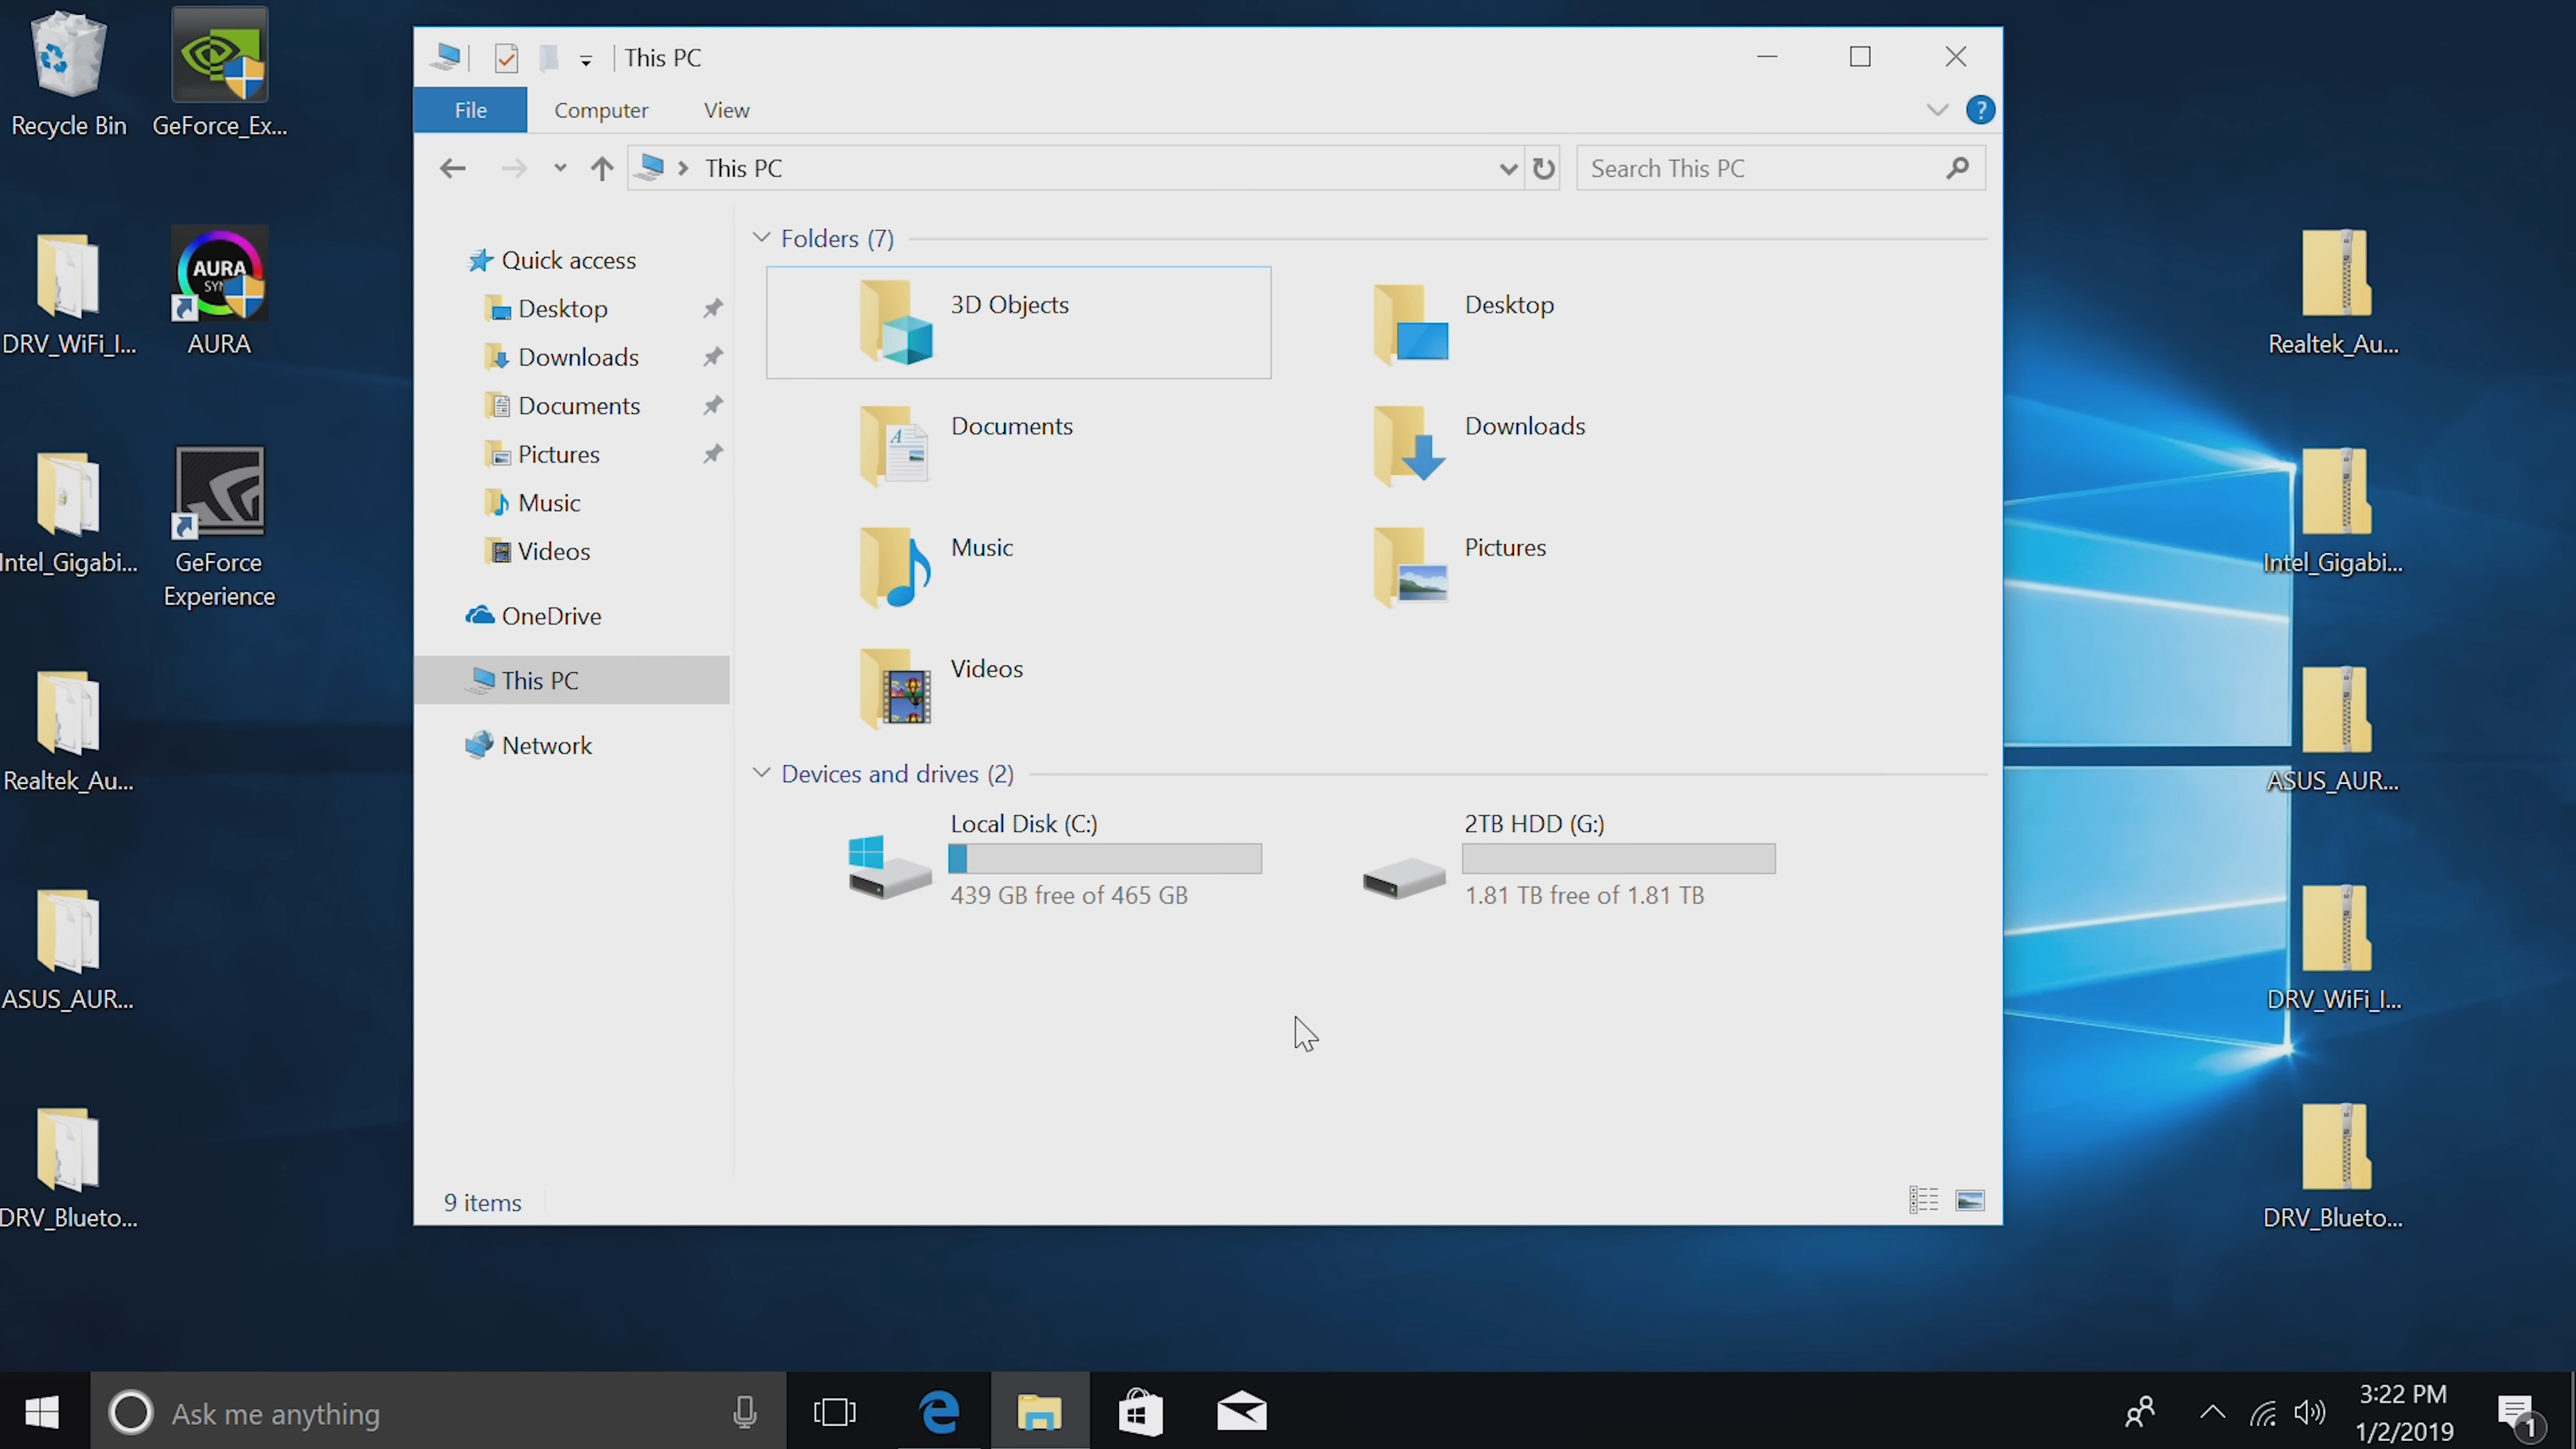 Recycle Bin
GeForce_Ex...
DRV_WiFi_I...
AURA
SYN
AURA
Intel_Gigabi...
GeForce
Experience
Realtek_Au...
ASUS_AUR...
DRV_Blueto...
This PC
File
Computer
View
?
This PC
Search This PC
Quick access
Desktop
Downloads
Documents
Pictures
Music
Videos
OneDrive
This PC
Network
Folders (7)
3D Objects
Desktop
Documents
Downloads
Music
Pictures
Videos
Devices and drives (2)
Local Disk (C:)
439 GB free of 465 GB
2TB HDD (G:)
1.81 TB free of 1.81 TB
9 items
Realtek_Au...
Intel_Gigabi...
ASUS_AUR...
DRV_WiFi_I...
DRV_Blueto...
Ask me anything
3:22 PM
1/2/2019
1